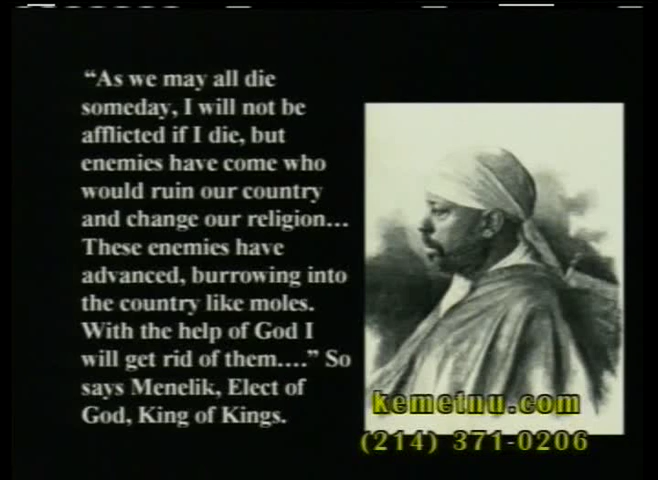 “As we may all die
someday, I will not be
afflicted if I die, but
enemies have come who
would ruin our country
and change our religion...
These enemies have
advanced, burrowing into
the country like moles.
With the help of God I
will get rid of them....” So
says Menelik, Elect of
God, King of Kings.
kemetnu.com
(214) 371-0206